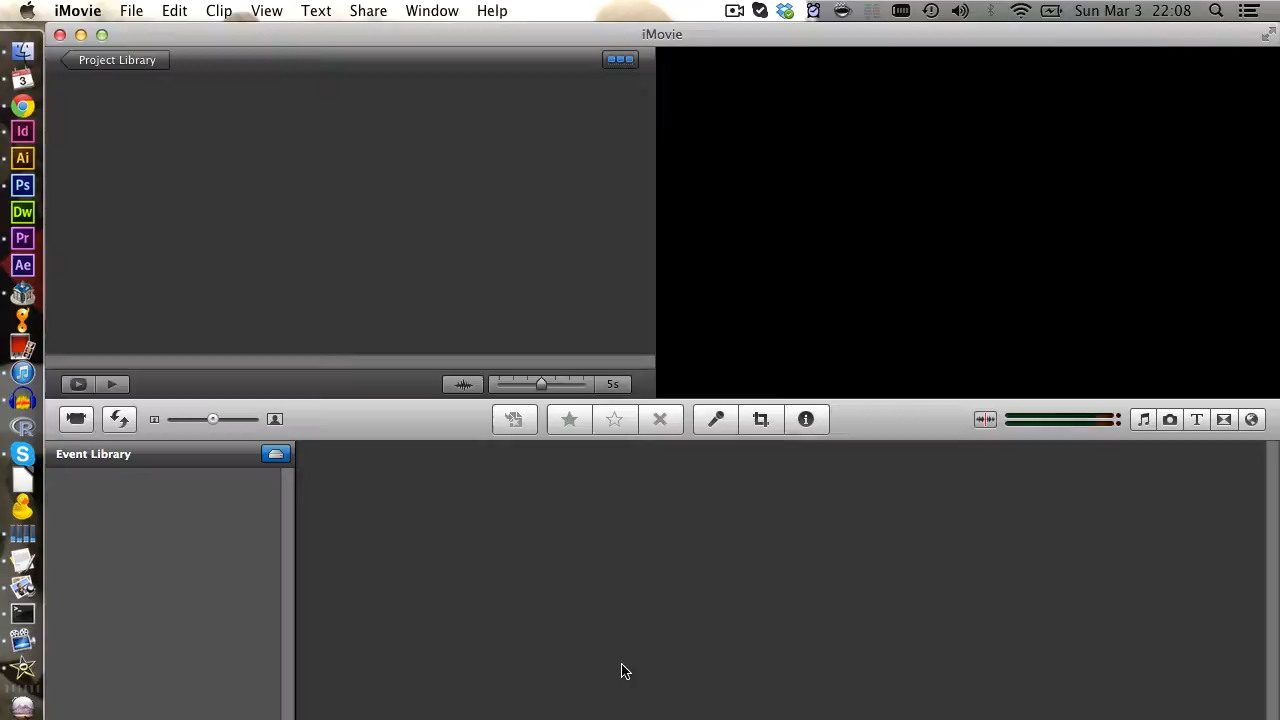 iMovie File Edit Clip View Text Share Window Help Sun Mar 3 22:08
iMovie
Project Library
3
Id
Ai
Ps
Dw
Pr
Ae
R
S
5s
T
Event Library